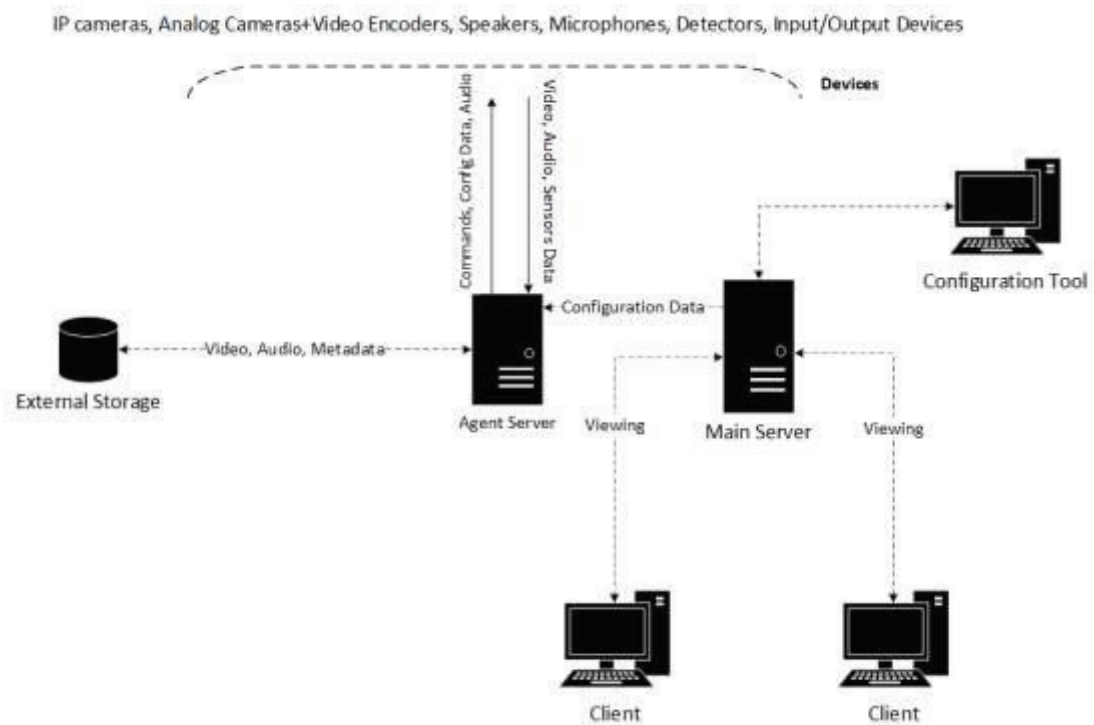 IP cameras, Analog Cameras+Video Encoders, Speakers, Microphones, Detectors, Input/Output Devices
Devices
Commands, Config Data, Audio
Video, Audio, Sensors Data
Configuration Tool
Configuration Data
Video, Audio, Metadata
External Storage
Agent Server
Viewing
Main Server
Viewing
Client
Client